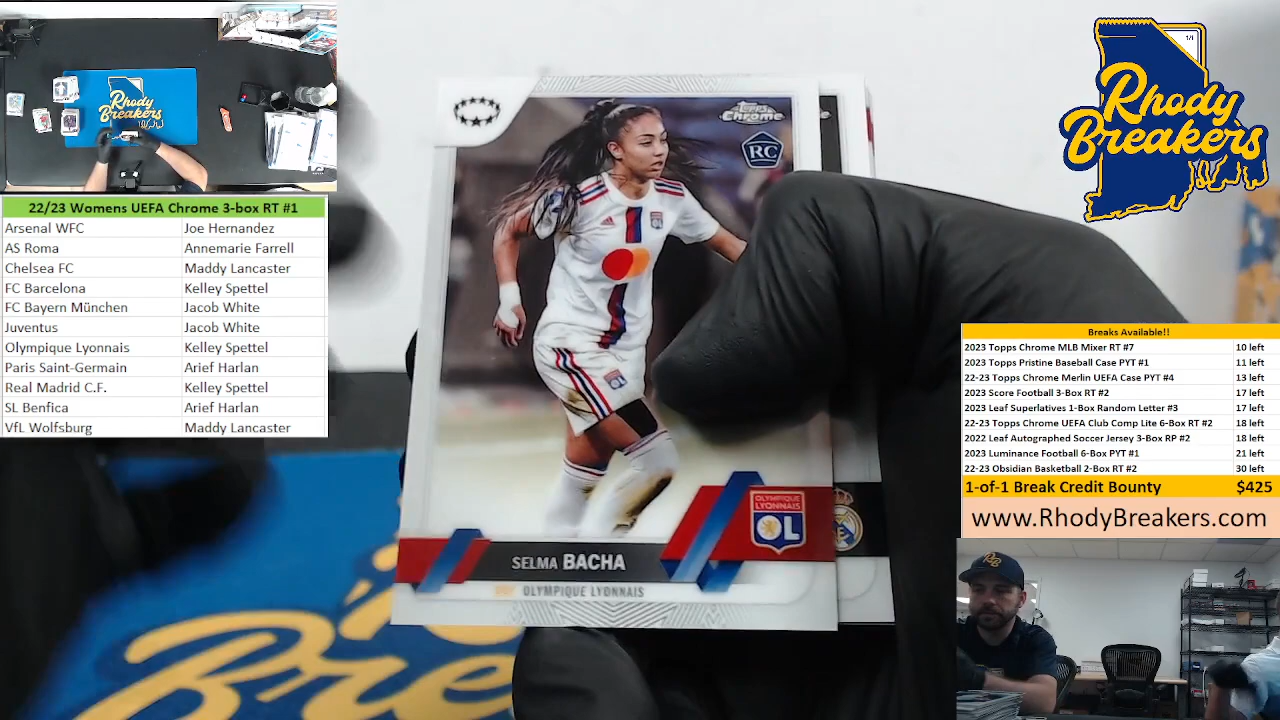 Rhody
Breakers
22/23 Womens UEFA Chrome 3-box RT #1
Arsenal WFC Joe Hernandez
AS Roma Annemarie Farrell
Chelsea FC Maddy Lancaster
FC Barcelona Kelley Spettel
FC Bayern München Jacob White
Juventus Jacob White
Olympique Lyonnais Kelley Spettel
Paris Saint-Germain Arief Harlan
Real Madrid C.F. Kelley Spettel
SL Benfica Arief Harlan
VfL Wolfsburg Maddy Lancaster
Topps
Chrome
RC
OLYMPIQUE
LYONNAIS
OL
SELMA BACHA
OLYMPIQUE LYONNAIS
1/1
Rhody
Breakers
Breaks Available!!
2023 Topps Chrome MLB Mixer RT #7 10 left
2023 Topps Pristine Baseball Case PYT #1 11 left
22-23 Topps Chrome Merlin UEFA Case PYT #4 13 left
2023 Score Football 3-Box RT #2 17 left
2023 Leaf Superlatives 1-Box Random Letter #3 17 left
22-23 Topps Chrome UEFA Club Comp Lite 6-Box RT #2 18 left
2022 Leaf Autographed Soccer Jersey 3-Box RP #2 18 left
2023 Luminance Football 6-Box PYT #1 21 left
22-23 Obsidian Basketball 2-Box RT #2 30 left
1-of-1 Break Credit Bounty $425
www.RhodyBreakers.com
RB